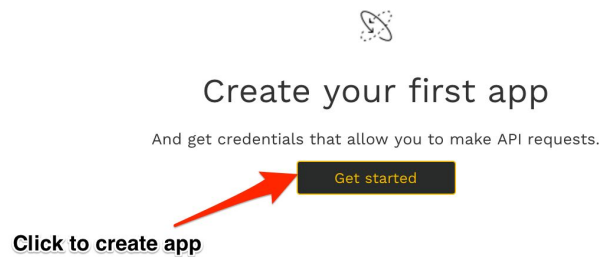 Create your first app
And get credentials that allow you to make API requests.
Get started
Click to create app